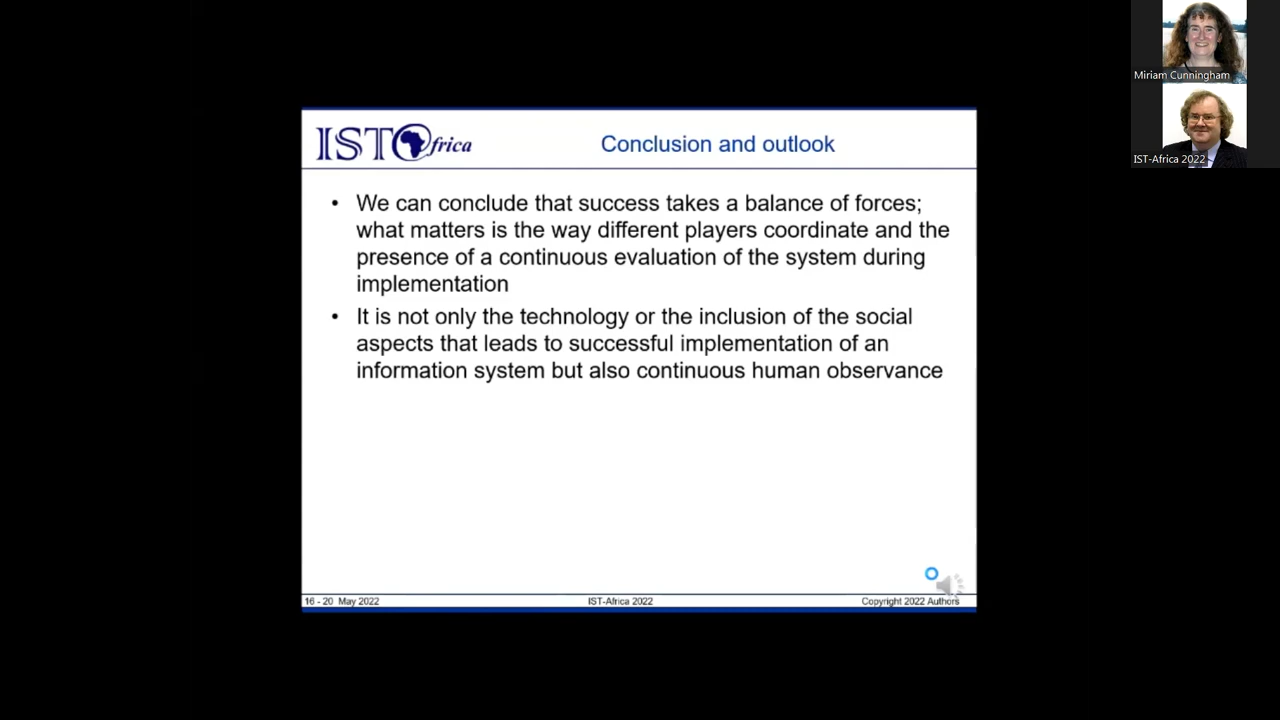 Miriam Cunningham
IST-Africa 2022
ISTAfrica
Conclusion and outlook
• We can conclude that success takes a balance of forces;
what matters is the way different players coordinate and the
presence of a continuous evaluation of the system during
implementation
• It is not only the technology or the inclusion of the social
aspects that leads to successful implementation of an
information system but also continuous human observance
16 - 20 May 2022
IST-Africa 2022
Copyright 2022 Authors